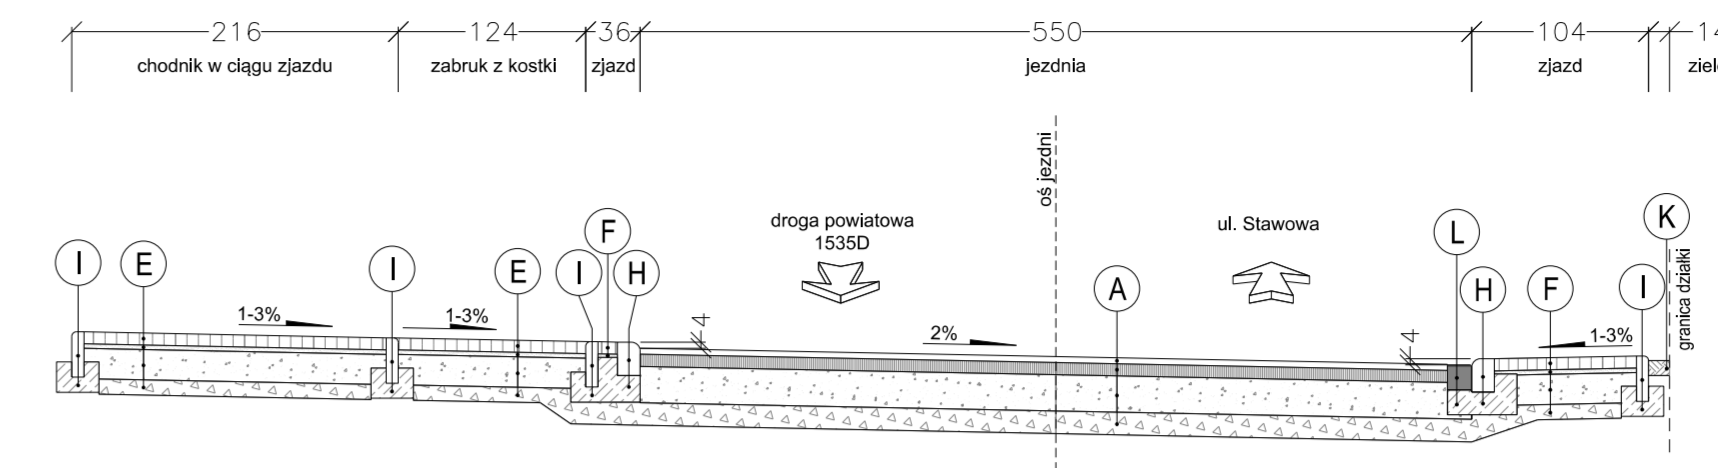 216 124 36 550 104
chodnik w ciągu zjazdu zabruk z kostki zjazd jezdnia zjazd
oś jezdni
droga powiatowa
1535D
ul. Stawowa
granica działki
K
F L
I E I E I H A H F I
1-3% 1-3% 4 2% 4 1-3%